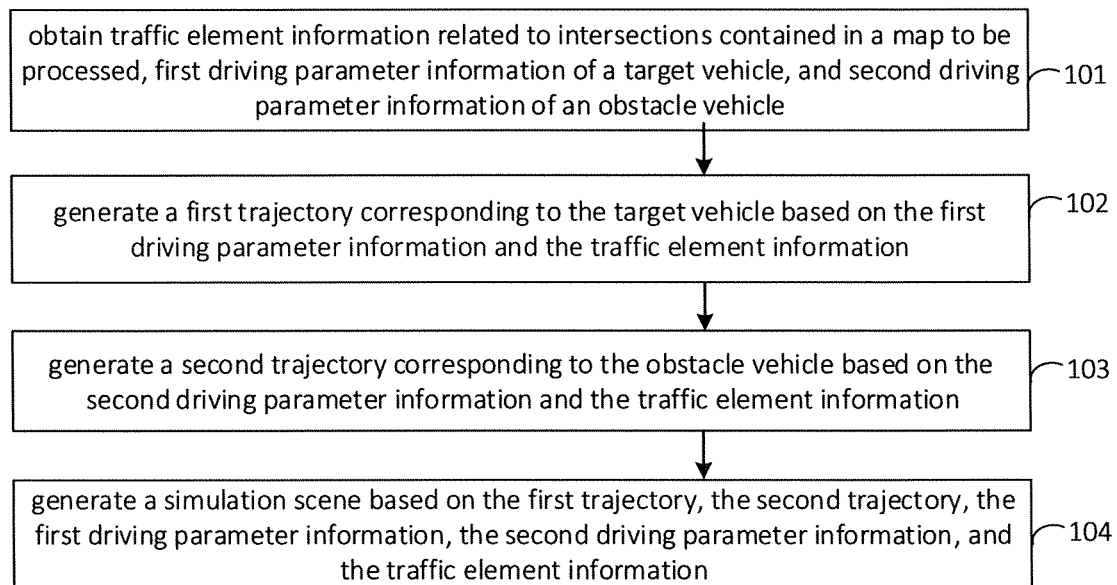 obtain traffic element information related to intersections contained in a map to be
processed, first driving parameter information of a target vehicle, and second driving
parameter information of an obstacle vehicle
101
generate a first trajectory corresponding to the target vehicle based on the first
driving parameter information and the traffic element information
102
generate a second trajectory corresponding to the obstacle vehicle based on the
second driving parameter information and the traffic element information
103
generate a simulation scene based on the first trajectory, the second trajectory, the
first driving parameter information, the second driving parameter information, and
the traffic element information
104